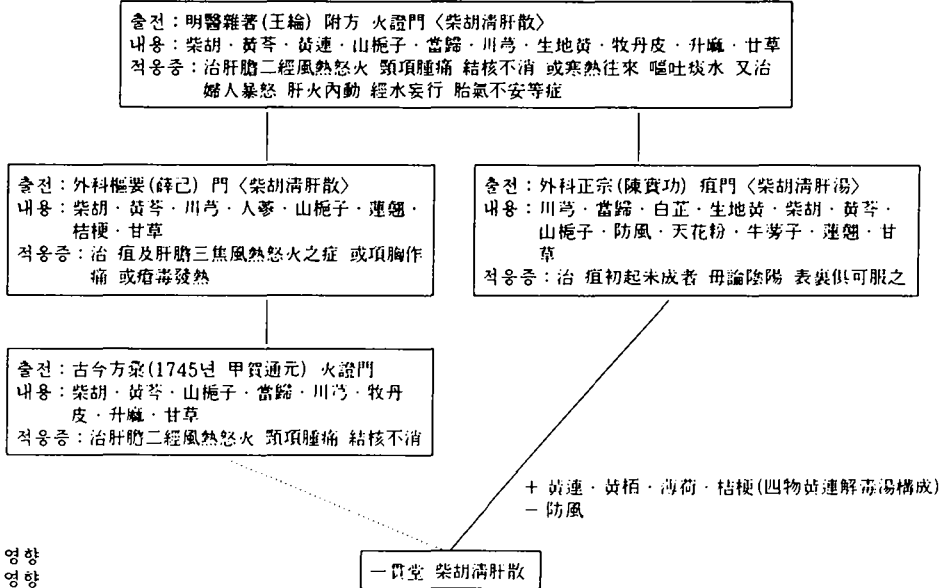 출전 : 明醫雜著(王綸) 附方 火證門 〈柴胡淸肝散〉
내용 : 柴胡 · 黃芩 · 黃連 · 山梔子 · 當歸 · 川芎 · 生地黃 · 牧丹皮 · 升麻 · 甘草
적응증 : 治肝膽二經風熱怒火 頸項腫痛 結核不消 或寒熱往來 嘔吐痰水 又治
婦人暴怒 肝火內動 經水妄行 胎氣不安等症
출전 : 外科樞要(薛己) 門 〈柴胡淸肝散〉
내용 : 柴胡 · 黃芩 · 川芎 · 人蔘 · 山梔子 · 蓮翹 ·
桔梗 · 甘草
적응증 : 治 疽及肝膽三焦風熱怒火之症 或項胸作
痛 或瘡毒發熱
출전 : 外科正宗(陳實功) 疽門 〈柴胡淸肝湯〉
내용 : 川芎 · 當歸 · 白芷 · 生地黃 · 柴胡 · 黃芩 ·
山梔子 · 防風 · 天花粉 · 牛蒡子 · 蓮翹 · 甘
草
적응증 : 治 疽初起未成者 毋論陰陽 表裏俱可服之
출전 : 古今方彙(1745년 甲賀通元) 火證門
내용 : 柴胡 · 黃芩 · 山梔子 · 當歸 · 川芎 · 牧丹
皮 · 升麻 · 甘草
적응증 : 治肝膽二經風熱怒火 頸項腫痛 結核不消
+ 黃連 · 黃栢 · 薄荷 · 桔梗(四物黃連解毒湯構成)
- 防風
영향
영향
一貫堂 柴胡淸肝散